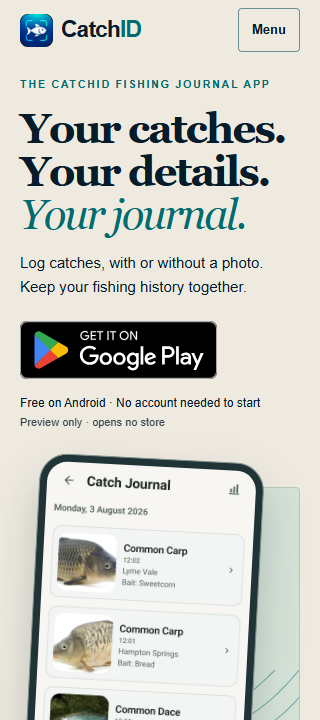 CatchID
Menu
THE CATCHID FISHING JOURNAL APP
Your catches.
Your details.
Your journal.
Log catches, with or without a photo.
Keep your fishing history together.
GET IT ON
Google Play
Free on Android · No account needed to start
Preview only · opens no store
Catch Journal
Monday, 3 August 2026
Common Carp
12:02
Lyme Vale
Bait: Sweetcorn
Common Carp
12:01
Hampton Springs
Bait: Bread
Common Dace